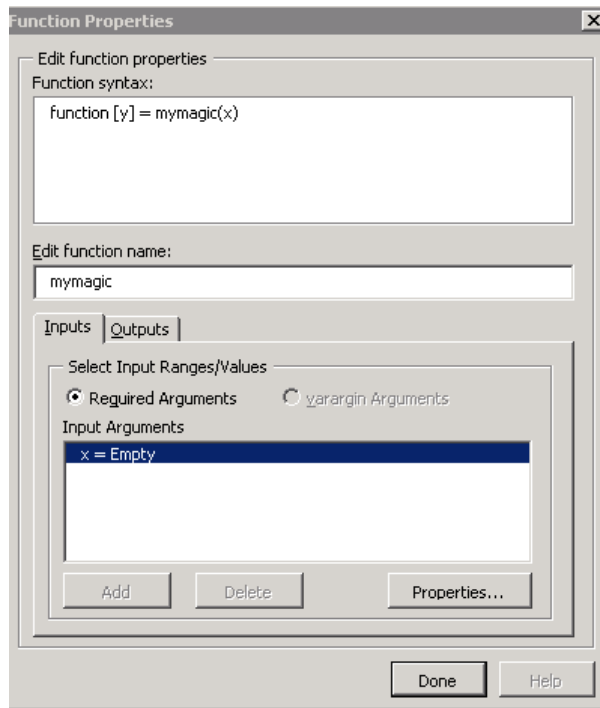 Function Properties
Edit function properties
Function syntax:
function [y] = mymagic(x)
Edit function name:
mymagic
Inputs Outputs
Select Input Ranges/Values
Required Arguments varargin Arguments
Input Arguments
x = Empty
Add Delete Properties...
Done Help